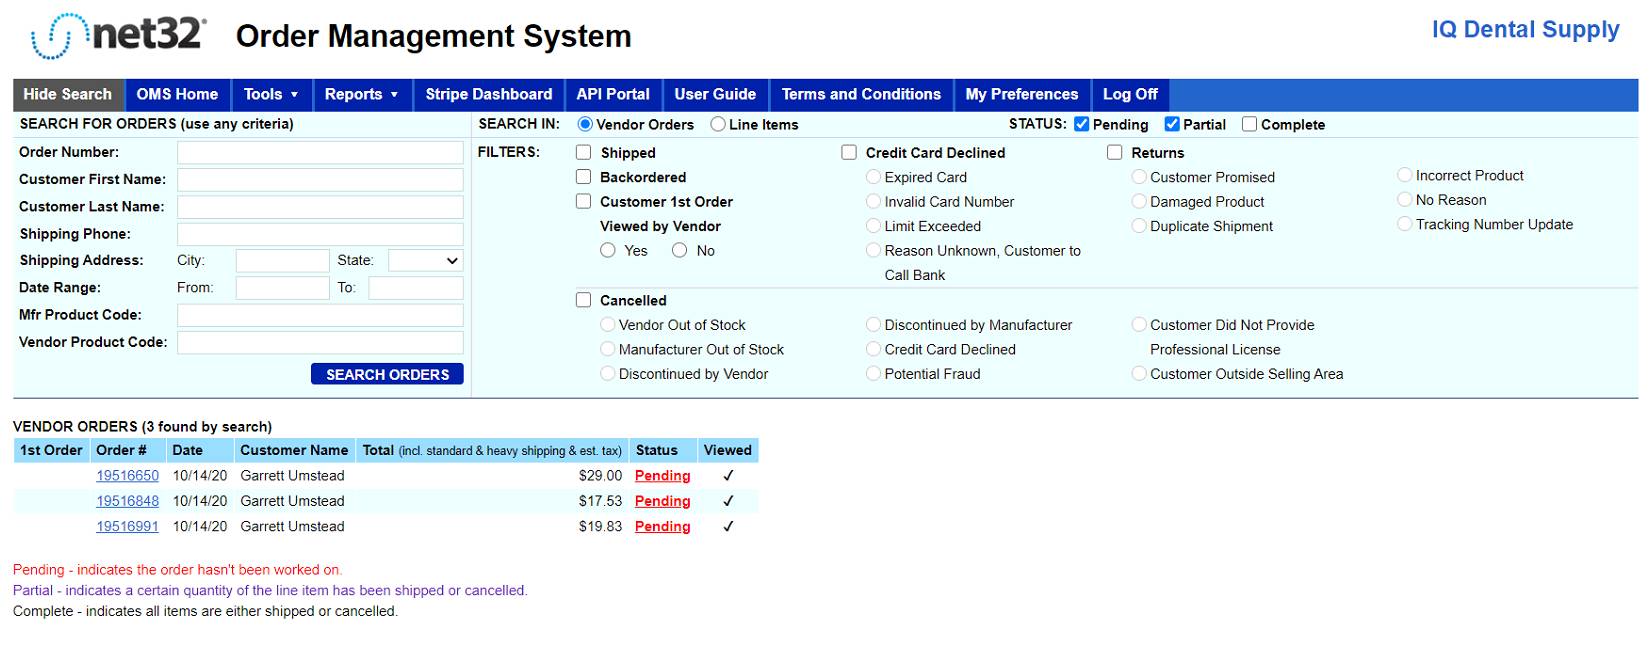 net32 Order Management System
IQ Dental Supply
Hide Search OMS Home Tools ▼ Reports ▼ Stripe Dashboard API Portal User Guide Terms and Conditions My Preferences Log Off
SEARCH FOR ORDERS (use any criteria)
Order Number:
Customer First Name:
Customer Last Name:
Shipping Phone:
Shipping Address: City: State:
Date Range: From: To:
Mfr Product Code:
Vendor Product Code:
SEARCH ORDERS
SEARCH IN: Vendor Orders Line Items STATUS: Pending Partial Complete
FILTERS:
Shipped
Backordered
Customer 1st Order
Viewed by Vendor
Yes No
Credit Card Declined
Expired Card
Invalid Card Number
Limit Exceeded
Reason Unknown, Customer to
Call Bank
Returns
Customer Promised
Damaged Product
Duplicate Shipment
Incorrect Product
No Reason
Tracking Number Update
Cancelled
Vendor Out of Stock
Manufacturer Out of Stock
Discontinued by Vendor
Discontinued by Manufacturer
Credit Card Declined
Potential Fraud
Customer Did Not Provide
Professional License
Customer Outside Selling Area
VENDOR ORDERS (3 found by search)
1st Order Order # Date Customer Name Total (incl. standard & heavy shipping & est. tax) Status Viewed
19516650 10/14/20 Garrett Umstead $29.00 Pending ✓
19516848 10/14/20 Garrett Umstead $17.53 Pending ✓
19516991 10/14/20 Garrett Umstead $19.83 Pending ✓
Pending - indicates the order hasn't been worked on.
Partial - indicates a certain quantity of the line item has been shipped or cancelled.
Complete - indicates all items are either shipped or cancelled.